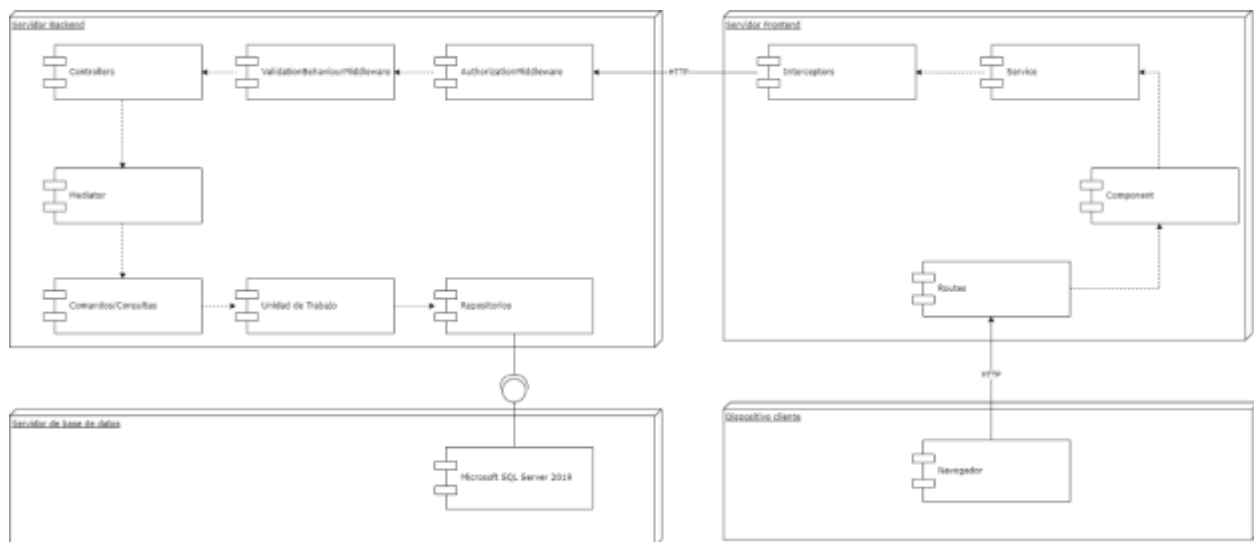 Servidor Backend
Controllers
ValidationBehaviourMiddleware
AuthorizationMiddleware
Mediator
Comandos/Consultas
Unidad de Trabajo
Repositorios
HTTP
Servidor Frontend
Interceptors
Service
Component
Routes
HTTP
Servidor de base de datos
Microsoft SQL Server 2019
Dispositivo cliente
Navegador